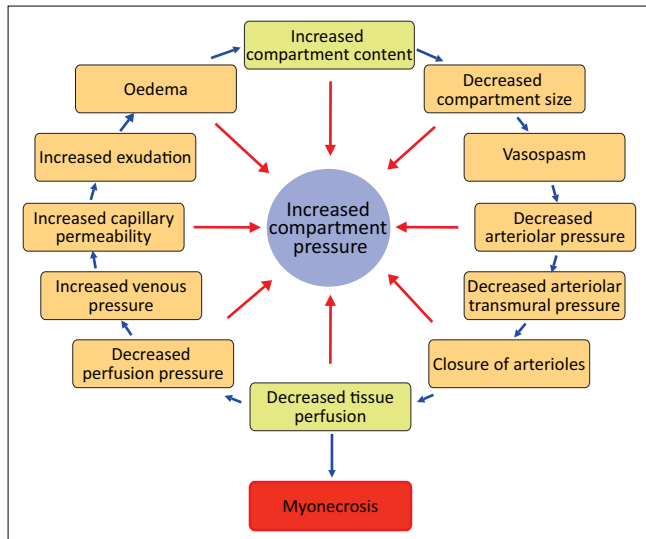 Increased
compartment content
Oedema
Decreased
compartment size
Increased exudation
Vasospasm
Increased capillary
permeability
Increased
compartment
pressure
Decreased
arteriolar pressure
Increased venous
pressure
Decreased arteriolar
transmural pressure
Decreased
perfusion pressure
Closure of arterioles
Decreased tissue
perfusion
Myonecrosis